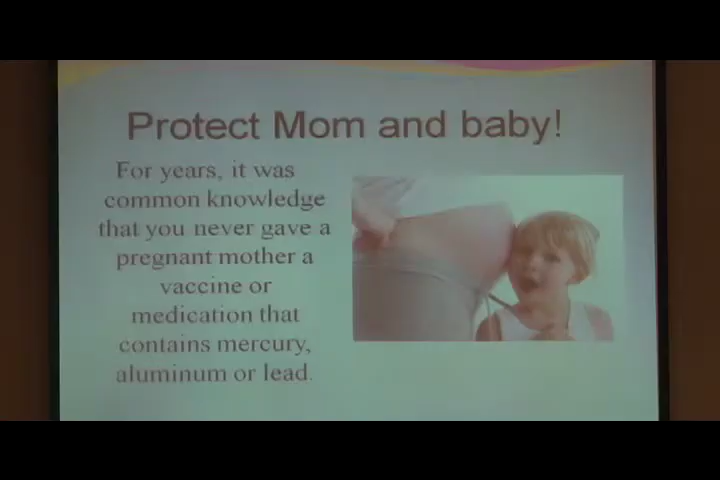 Protect Mom and baby!
For years, it was
common knowledge
that you never gave a
pregnant mother a
vaccine or
medication that
contains mercury,
aluminum or lead.